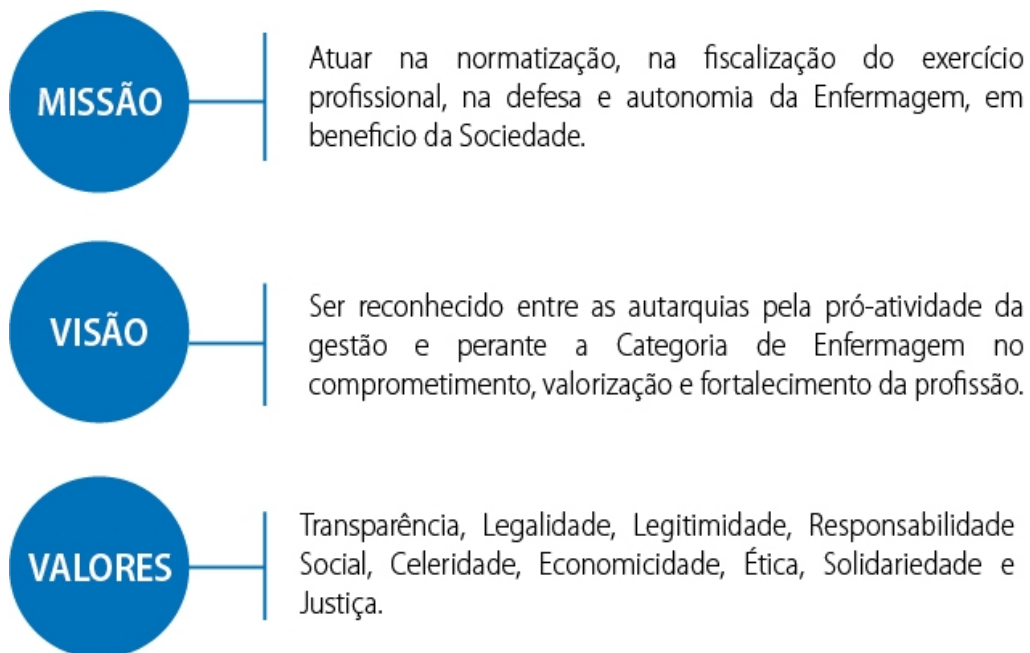 MISSÃO
Atuar na normatização, na fiscalização do exercício
profissional, na defesa e autonomia da Enfermagem, em
beneficio da Sociedade.
VISÃO
Ser reconhecido entre as autarquias pela pró-atividade da
gestão e perante a Categoria de Enfermagem no
comprometimento, valorização e fortalecimento da profissão.
VALORES
Transparência, Legalidade, Legitimidade, Responsabilidade
Social, Celeridade, Economicidade, Ética, Solidariedade e
Justiça.